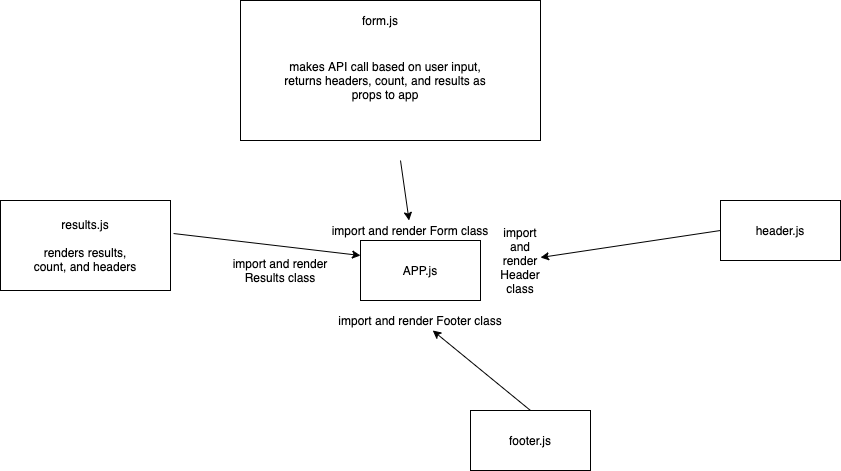 form.js
makes API call based on user input,
returns headers, count, and results as
props to app
results.js
renders results,
count, and headers
import and render Form class
import
and
render
Header
class
header.js
import and render
Results class
APP.js
import and render Footer class
footer.js